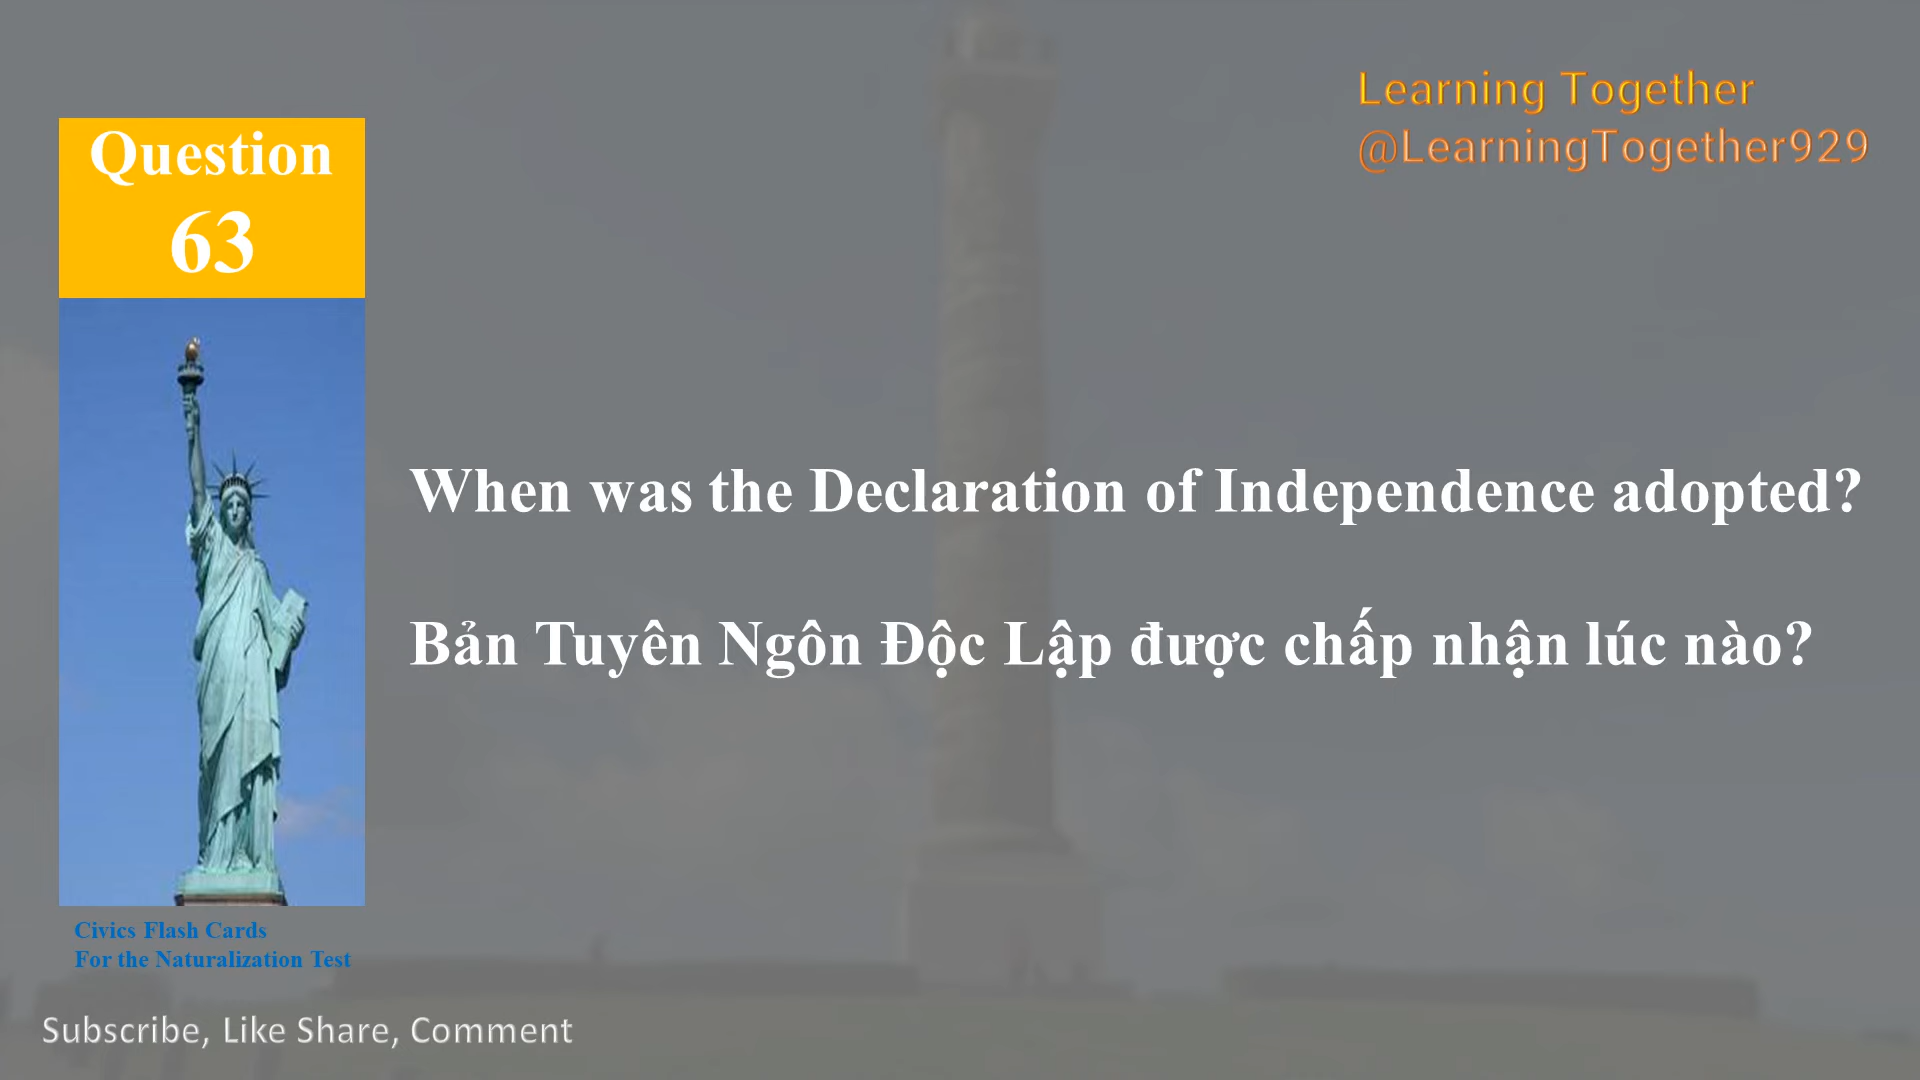 Learning Together
@LearningTogether929
Question
63
When was the Declaration of Independence adopted?
Bản Tuyên Ngôn Độc Lập được chấp nhận lúc nào?
Civics Flash Cards
For the Naturalization Test
Subscribe, Like Share, Comment